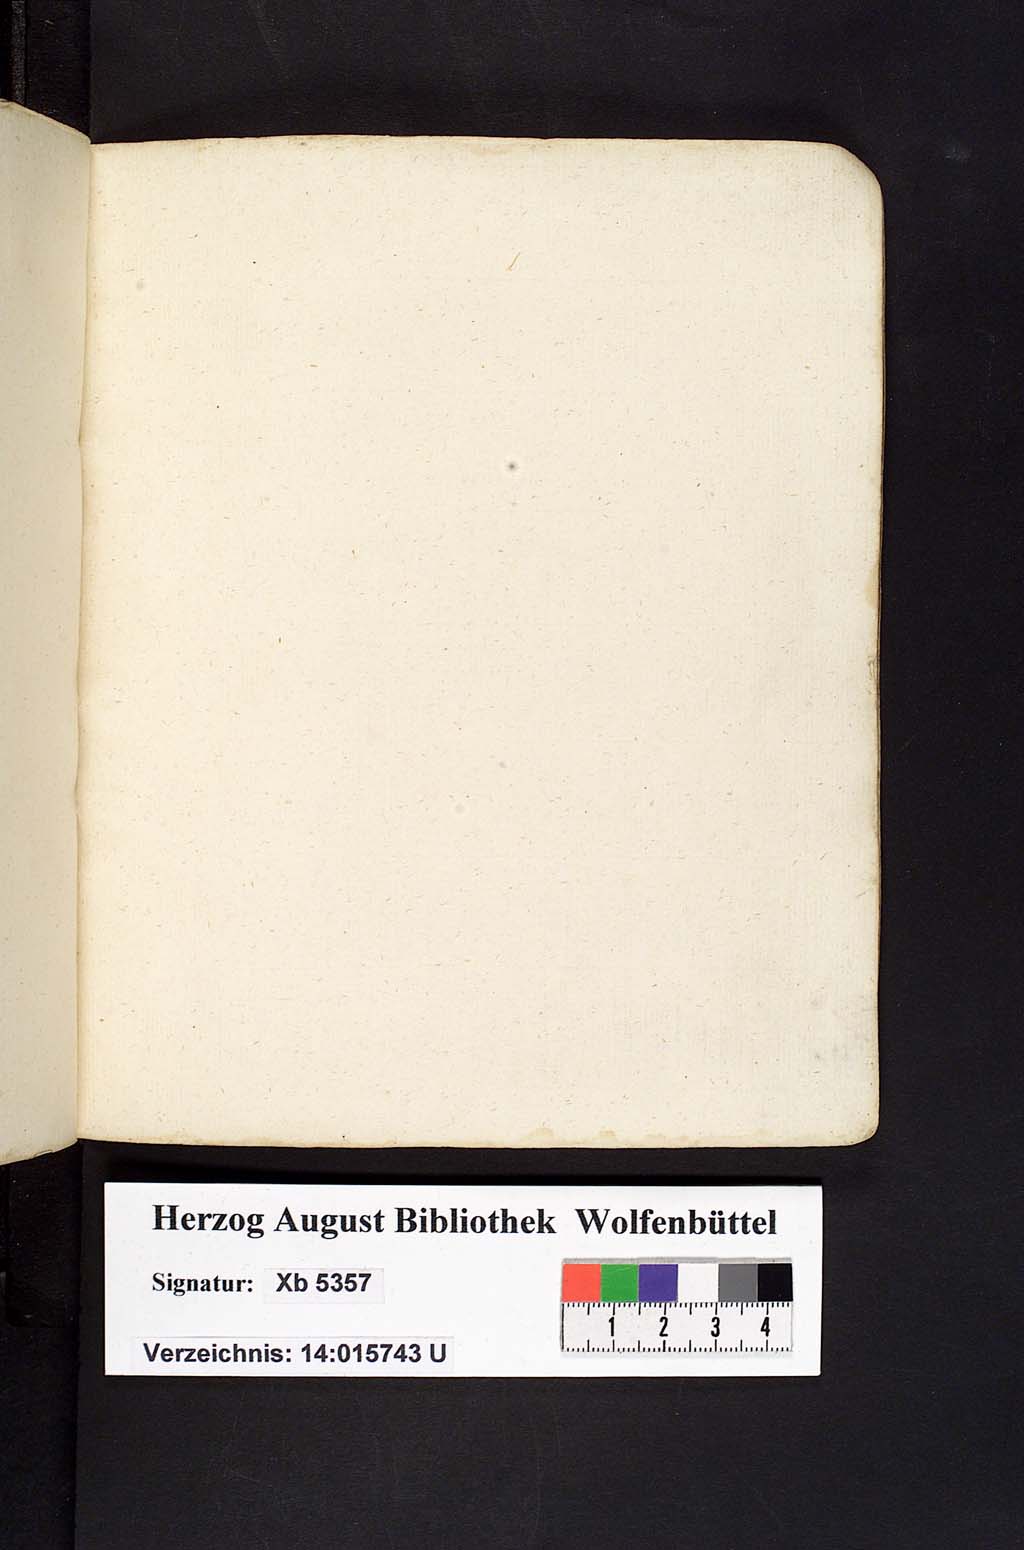 Herzog August Bibliothek Wolfenbüttel
Signatur: Xb 5357
1 2 3 4
Verzeichnis: 14:015743 U